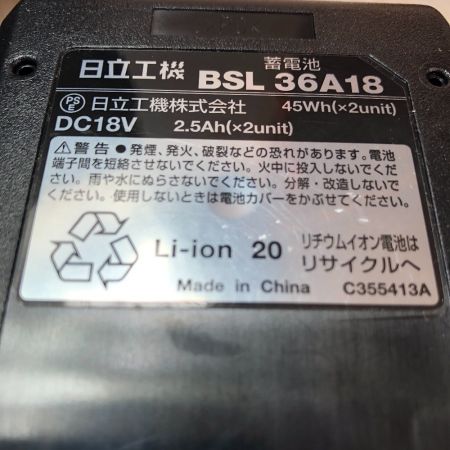 日立工機 蓄電池 BSL 36A18
PS E 日立工機株式会社 45Wh(×2unit)
DC18V 2.5Ah(×2unit)
⚠警告 ●発煙、発火、破裂などの恐れがあります。電池
端子間を短絡させないでください。火中に投入しないでくだ
さい。雨や水にぬらさないでください。分解・改造しないで
ください。使用しないときは電池カバーをかぶせてください。
Li-ion 20 リチウムイオン電池は
リサイクルへ
Made in China C355413A